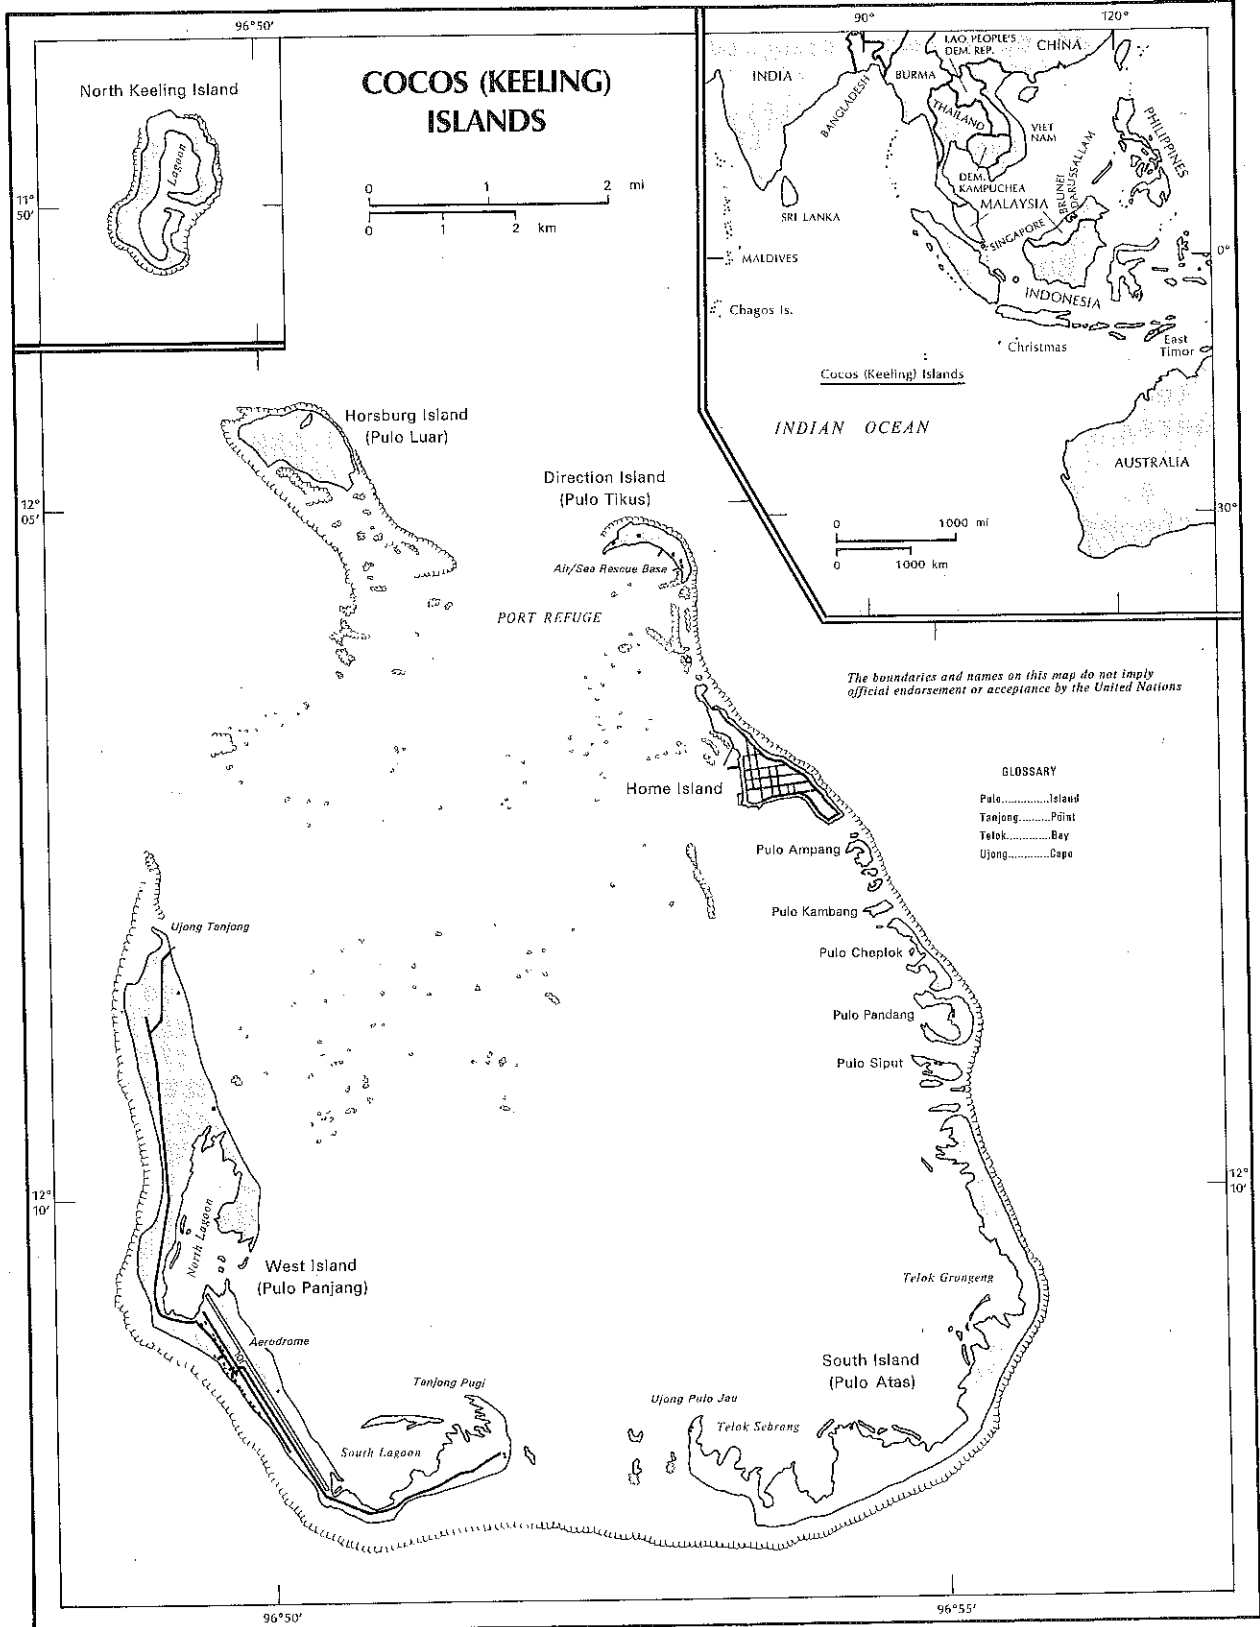 96°50'
North Keeling Island
Lagoon
11°
50'
COCOS (KEELING)
ISLANDS
0 1 2 mi
0 1 2 km
90° 120°
INDIA
BANGLADESH
BURMA
LAO PEOPLE'S
DEM. REP.
CHINA
THAILAND
VIET
NAM
DEM.
KAMPUCHEA
PHILIPPINES
SRI LANKA
MALAYSIA
BRUNEI
DARUSSALLAM
SINGAPORE
0°
MALDIVES
INDONESIA
Chagos Is.
Christmas
East
Timor
Cocos (Keeling) Islands
INDIAN OCEAN
AUSTRALIA
30°
0 1000 mi
0 1000 km
Horsburg Island
(Pulo Luar)
12°
05'
Direction Island
(Pulo Tikus)
Air/Sea Rescue Base
PORT REFUGE
The boundaries and names on this map do not imply
official endorsement or acceptance by the United Nations
Home Island
GLOSSARY
Pulo..............Island
Tanjong.........Point
Telok.............Bay
Ujong............Cape
Pulo Ampang
Pulo Kambang
Pulo Cheplok
Pulo Pandang
Pulo Siput
Ujong Tanjong
12°
10'
12°
10'
North Lagoon
West Island
(Pulo Panjang)
Aerodrome
Telok Grongeng
South Island
(Pulo Atas)
Tanjong Pugi
South Lagoon
Ujong Pulo Jau
Telok Sebrang
96°50' 96°55'